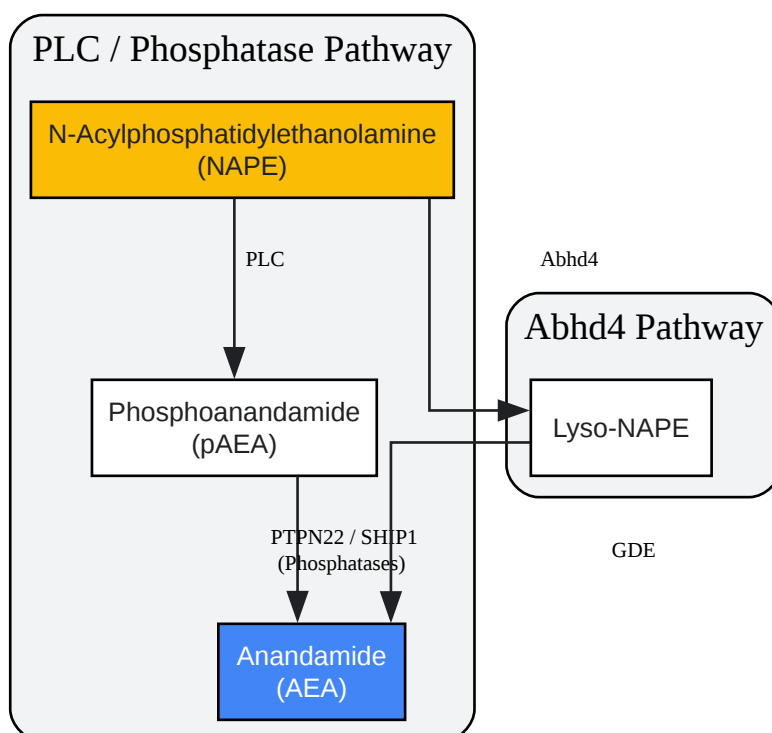 PLC / Phosphatase Pathway
N-Acylphosphatidylethanolamine
(NAPE)
PLC
Abhd4
Abhd4 Pathway
Phosphoanandamide
(pAEA)
Lyso-NAPE
PTPN22 / SHIP1
(Phosphatases)
GDE
Anandamide
(AEA)